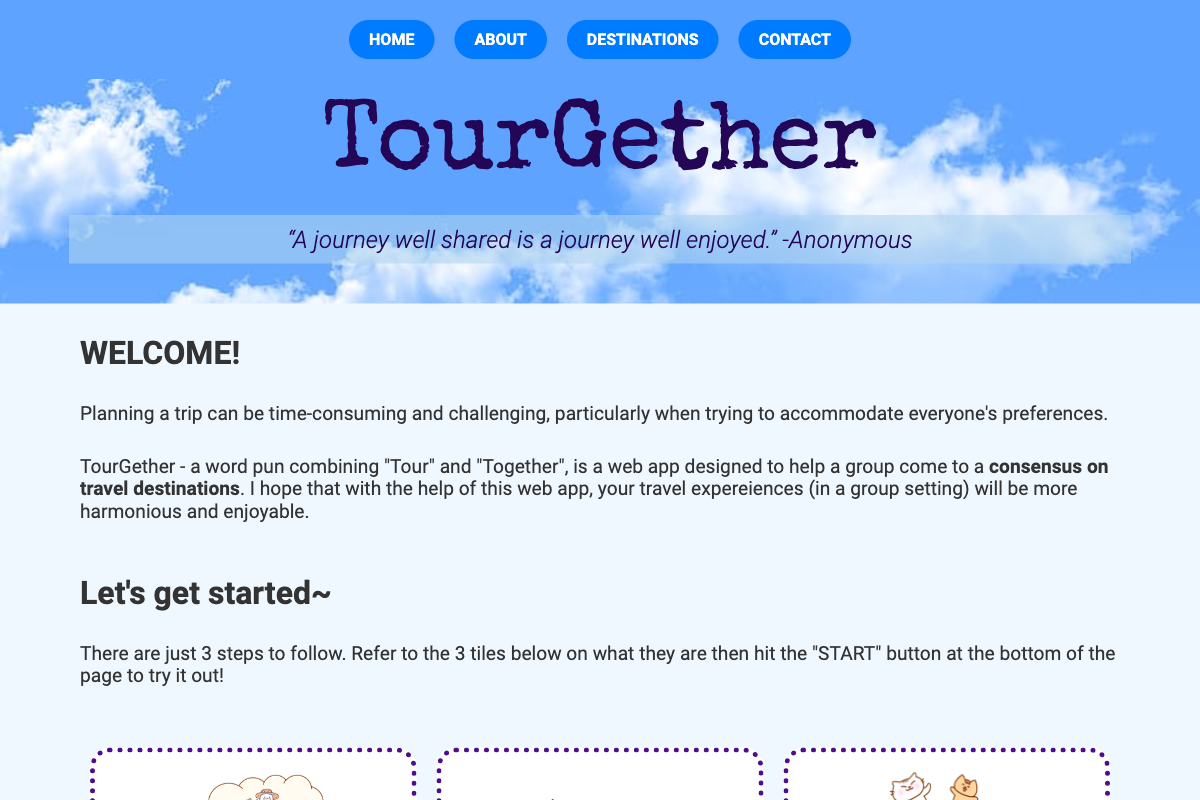 HOME ABOUT DESTINATIONS CONTACT
TourGether
“A journey well shared is a journey well enjoyed.” -Anonymous
WELCOME!
Planning a trip can be time-consuming and challenging, particularly when trying to accommodate everyone's preferences.
TourGether - a word pun combining "Tour" and "Together", is a web app designed to help a group come to a consensus on
travel destinations. I hope that with the help of this web app, your travel expereiences (in a group setting) will be more
harmonious and enjoyable.
Let's get started~
There are just 3 steps to follow. Refer to the 3 tiles below on what they are then hit the "START" button at the bottom of the
page to try it out!